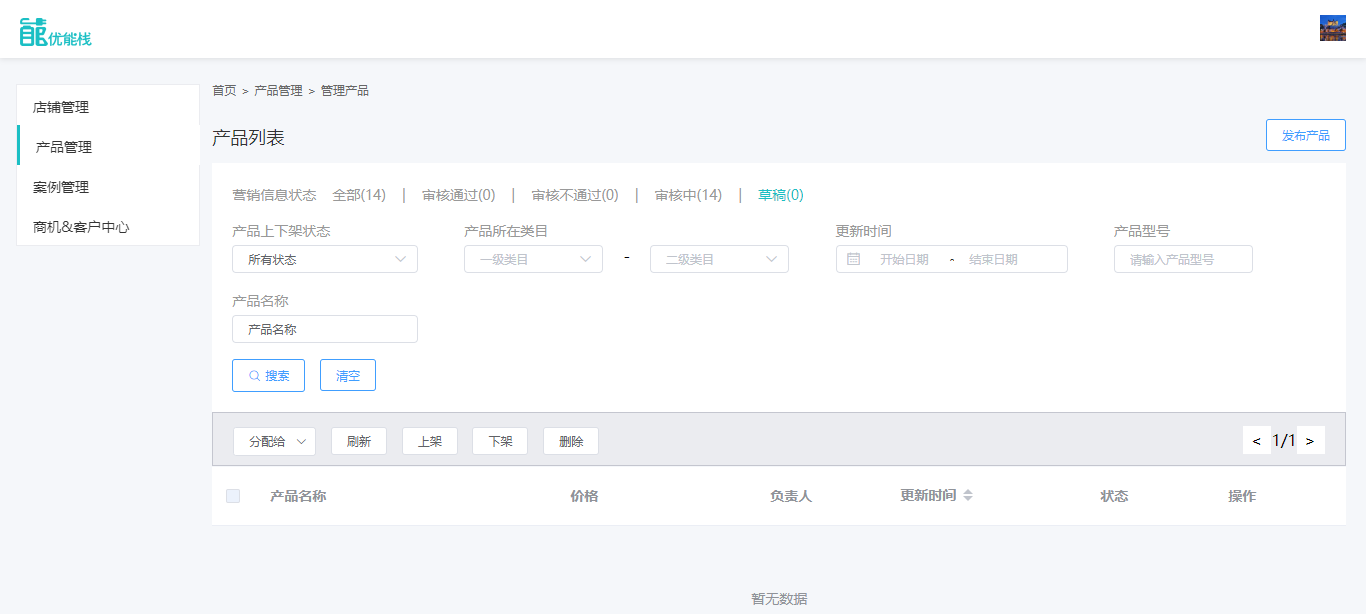 优能栈
首页 > 产品管理 > 管理产品
店铺管理
产品管理
案例管理
商机&客户中心
产品列表
发布产品
营销信息状态 全部(14) | 审核通过(0) | 审核不通过(0) | 审核中(14) | 草稿(0)
产品上下架状态 产品所在类目 更新时间 产品型号
所有状态 一级类目 - 二级类目 开始日期 - 结束日期 请输入产品型号
产品名称
产品名称
搜索 清空
分配给 刷新 上架 下架 删除 < 1/1 >
产品名称 价格 负责人 更新时间 状态 操作
暂无数据